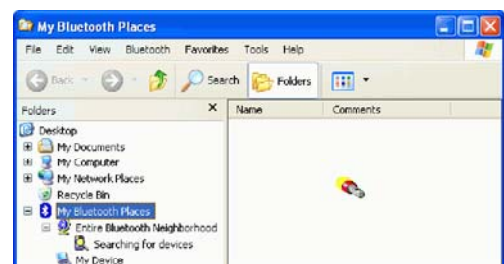 My Bluetooth Places
File Edit View Bluetooth Favorites Tools Help
Back Search Folders
Folders X Name Comments
Desktop
My Documents
My Computer
My Network Places
Recycle Bin
My Bluetooth Places
Entire Bluetooth Neighborhood
Searching for devices
My Device